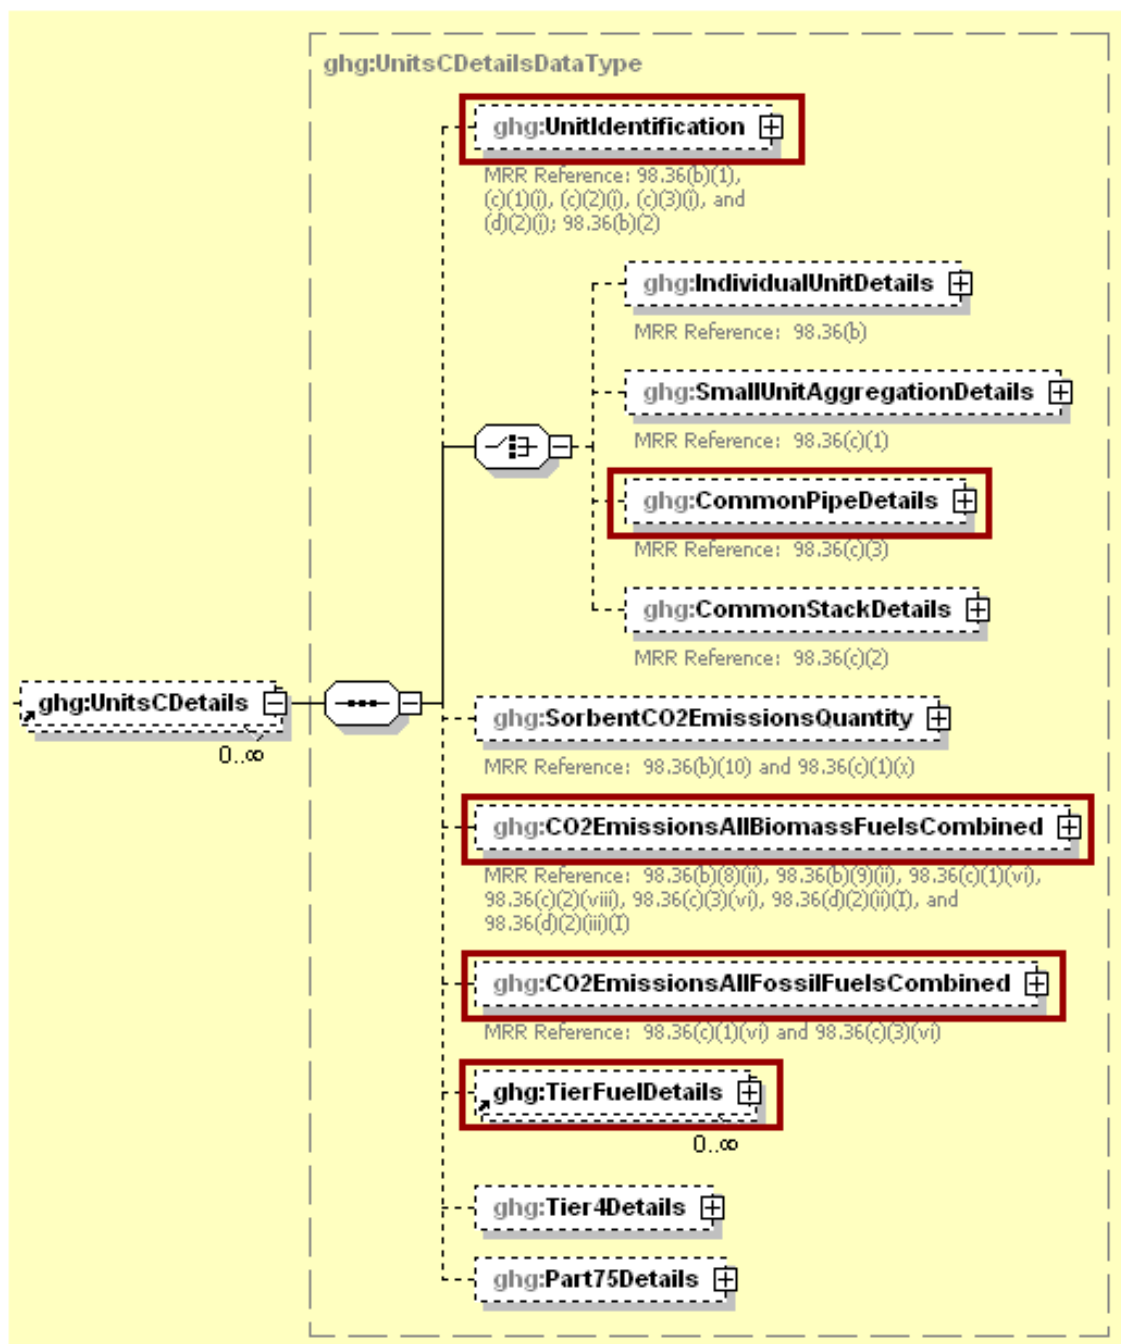 ghg:UnitsCDetailsDataType
ghg:UnitIdentification
MRR Reference: 98.36(b)(1),
(c)(1)(i), (c)(2)(i), (c)(3)(i), and
(d)(2)(i); 98.36(b)(2)
ghg:IndividualUnitDetails
MRR Reference: 98.36(b)
ghg:SmallUnitAggregationDetails
MRR Reference: 98.36(c)(1)
ghg:CommonPipeDetails
MRR Reference: 98.36(c)(3)
ghg:CommonStackDetails
MRR Reference: 98.36(c)(2)
ghg:UnitsCDetails
0..∞
ghg:SorbentCO2EmissionsQuantity
MRR Reference: 98.36(b)(10) and 98.36(c)(1)(x)
ghg:CO2EmissionsAllBiomassFuelsCombined
MRR Reference: 98.36(b)(8)(ii), 98.36(b)(9)(ii), 98.36(c)(1)(vi),
98.36(c)(2)(viii), 98.36(c)(3)(vi), 98.36(d)(2)(ii)(I), and
98.36(d)(2)(iii)(I)
ghg:CO2EmissionsAllFossilFuelsCombined
MRR Reference: 98.36(c)(1)(vi) and 98.36(c)(3)(vi)
ghg:TierFuelDetails
0..∞
ghg:Tier4Details
ghg:Part75Details